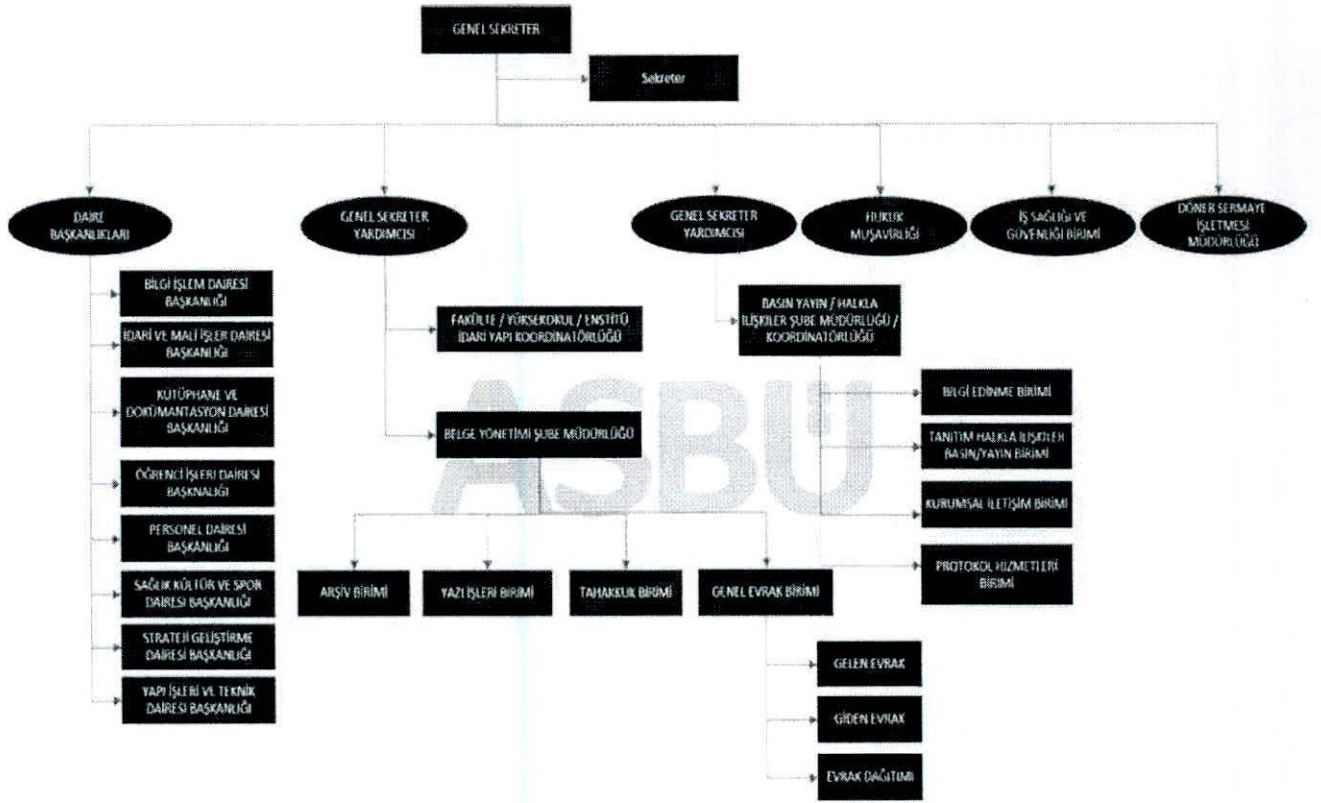 GENEL SEKRETER
Sekreter
DAİRE
BAŞKANLIKLARI
GENEL SEKRETER
YARDIMCISI
GENEL SEKRETER
YARDIMCISI
HUKUK
MÜŞAVİRLİĞİ
İŞ SAĞLIĞI VE
GÜVENLİĞİ BİRİMİ
DÖNER SERMAYE
İŞLETMESİ
MÜDÜRLÜĞÜ
BİLGİ İŞLEM DAİRESİ
BAŞKANLIĞI
İDARİ VE MALİ İŞLER DAİRESİ
BAŞKANLIĞI
KÜTÜPHANE VE
DOKÜMANTASYON DAİRESİ
BAŞKANLIĞI
ÖĞRENCİ İŞLERİ DAİRESİ
BAŞKNALIĞI
PERSONEL DAİRESİ
BAŞKANLIĞI
SAĞLIK KÜLTÜR VE SPOR
DAİRESİ BAŞKANLIĞI
STRATEJİ GELİŞTİRME
DAİRESİ BAŞKANLIĞI
YAPI İŞLERİ VE TEKNİK
DAİRESİ BAŞKANLIĞI
FAKÜLTE / YÜKSEKOKUL / ENSTİTÜ
İDARİ YAPI KOORDİNATÖRLÜĞÜ
BELGE YÖNETİMİ ŞUBE MÜDÜRLÜĞÜ
ARŞİV BİRİMİ
YAZI İŞLERİ BİRİMİ
TAHAKKUK BİRİMİ
GENEL EVRAK BİRİMİ
GELEN EVRAK
GİDEN EVRAK
EVRAK DAĞITIMI
BASIN YAYIN / HALKLA
İLİŞKİLER ŞUBE MÜDÜRLÜĞÜ /
KOORDİNATÖRLÜĞÜ
BİLGİ EDİNME BİRİMİ
TANITIM HALKLA İLİŞKİLER
BASIN/YAYIN BİRİMİ
KURUMSAL İLETİŞİM BİRİMİ
PROTOKOL HİZMETLERİ
BİRİMİ
ASBÜ